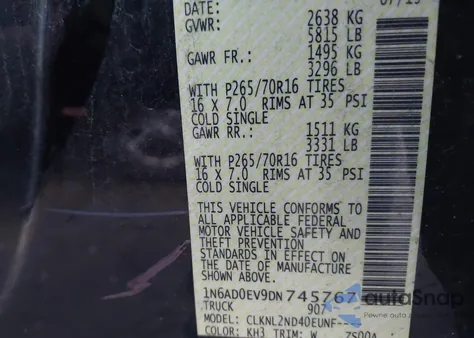 DATE:
GVWR: 2638 KG
5815 LB
GAWR FR.: 1495 KG
3296 LB
WITH P265/70R16 TIRES
16 X 7.0 RIMS AT 35 PSI
COLD SINGLE
GAWR RR.: 1511 KG
3331 LB
WITH P265/70R16 TIRES
16 X 7.0 RIMS AT 35 PSI
COLD SINGLE
THIS VEHICLE CONFORMS TO
ALL APPLICABLE FEDERAL
MOTOR VEHICLE SAFETY AND
THEFT PREVENTION
STANDARDS IN EFFECT ON
THE DATE OF MANUFACTURE
SHOWN ABOVE.
1N6AD0EV9DN745767
TRUCK 907
MODEL: CLKNL2ND40EUNF----
COLOR: KH3 TRIM: W
autoSnap
Pewne auto z